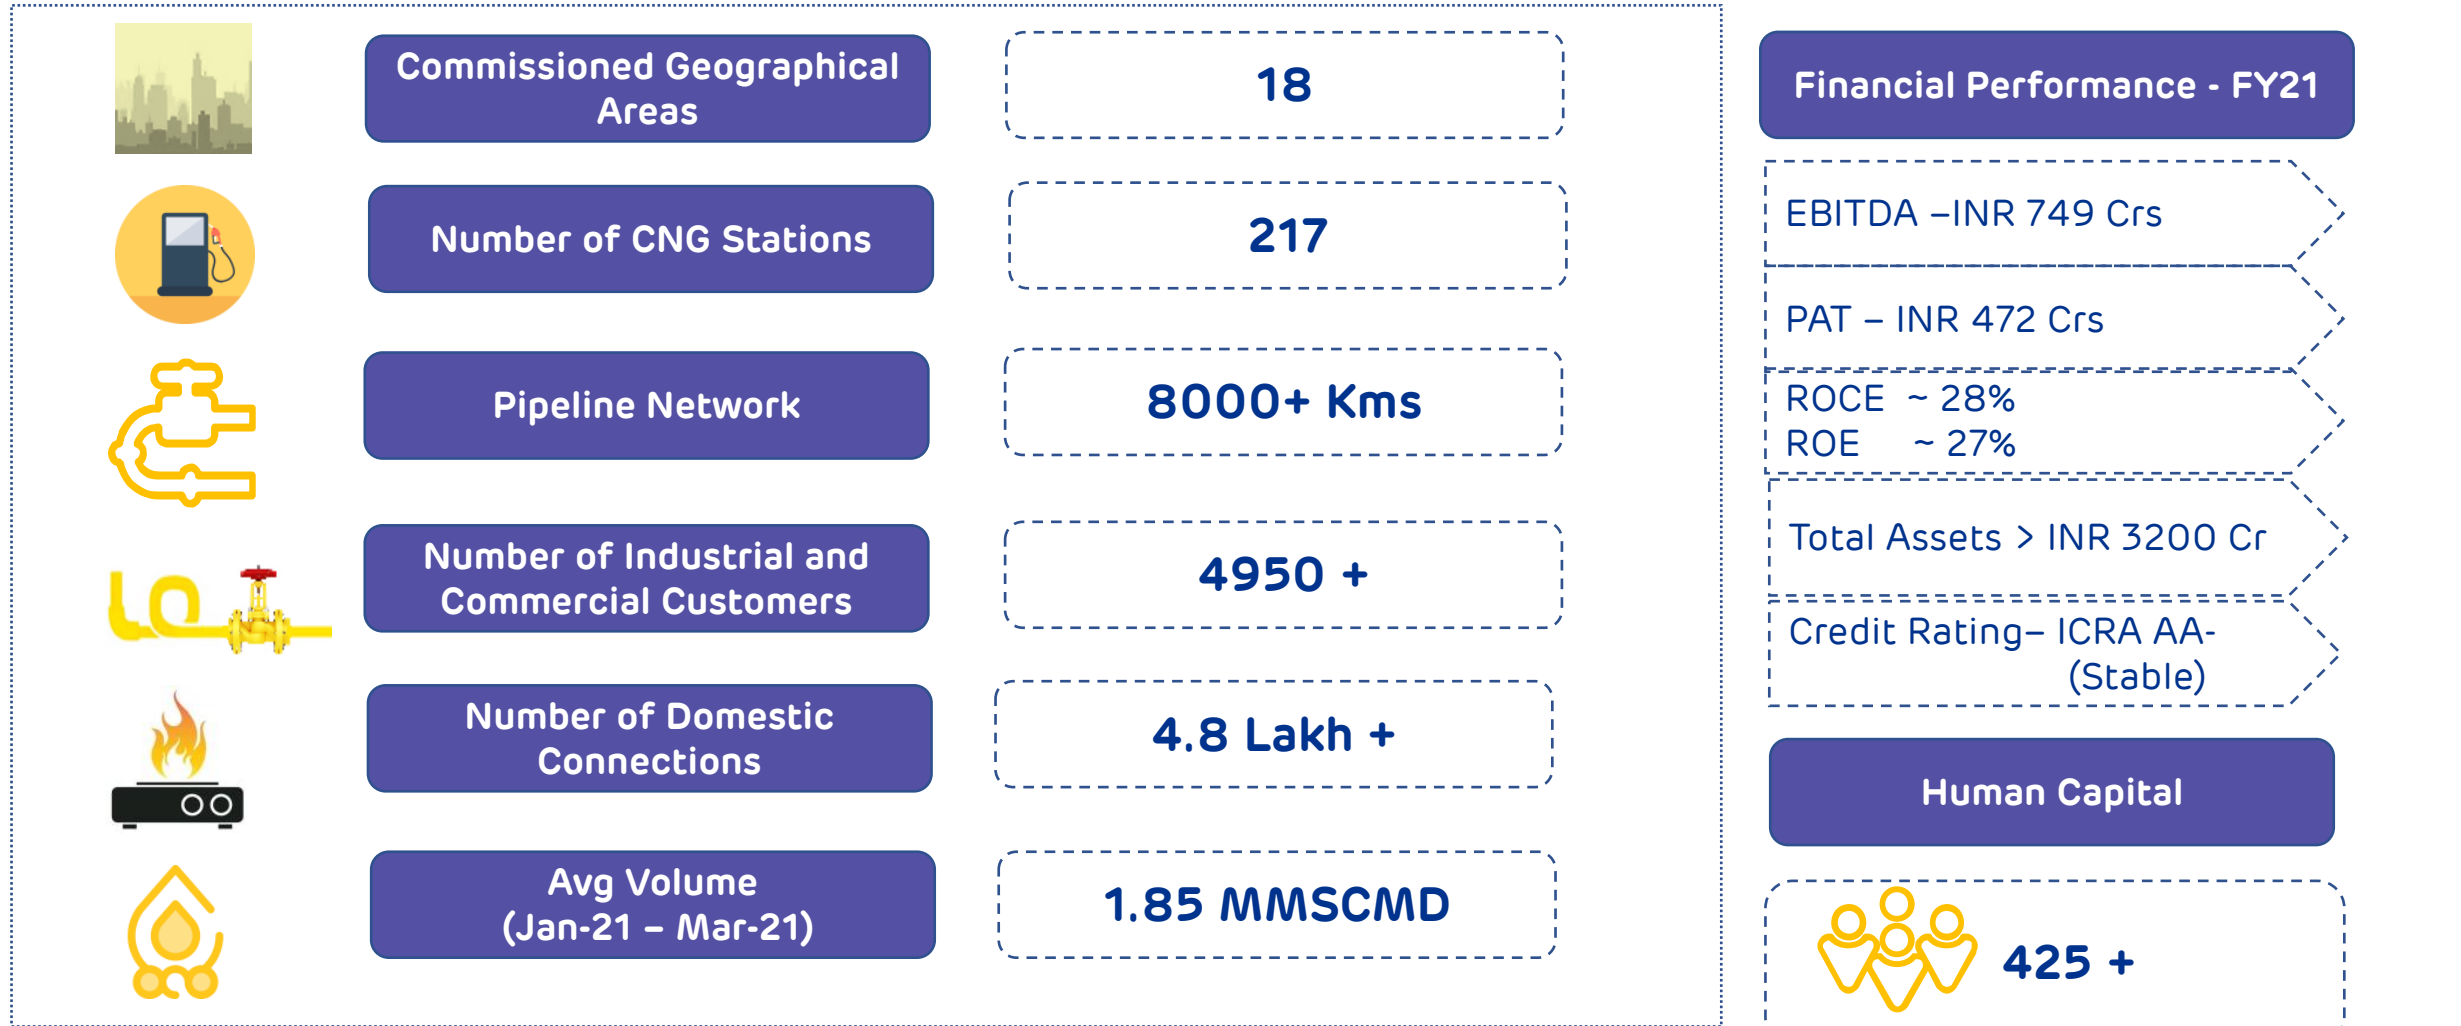 Commissioned Geographical
Areas
18
Number of CNG Stations
217
Pipeline Network
8000+ Kms
Number of Industrial and
Commercial Customers
4950 +
Number of Domestic
Connections
4.8 Lakh +
Avg Volume
(Jan-21 – Mar-21)
1.85 MMSCMD
Financial Performance - FY21
EBITDA –INR 749 Crs
PAT – INR 472 Crs
ROCE ~ 28%
ROE ~ 27%
Total Assets > INR 3200 Cr
Credit Rating– ICRA AA-
(Stable)
Human Capital
425 +